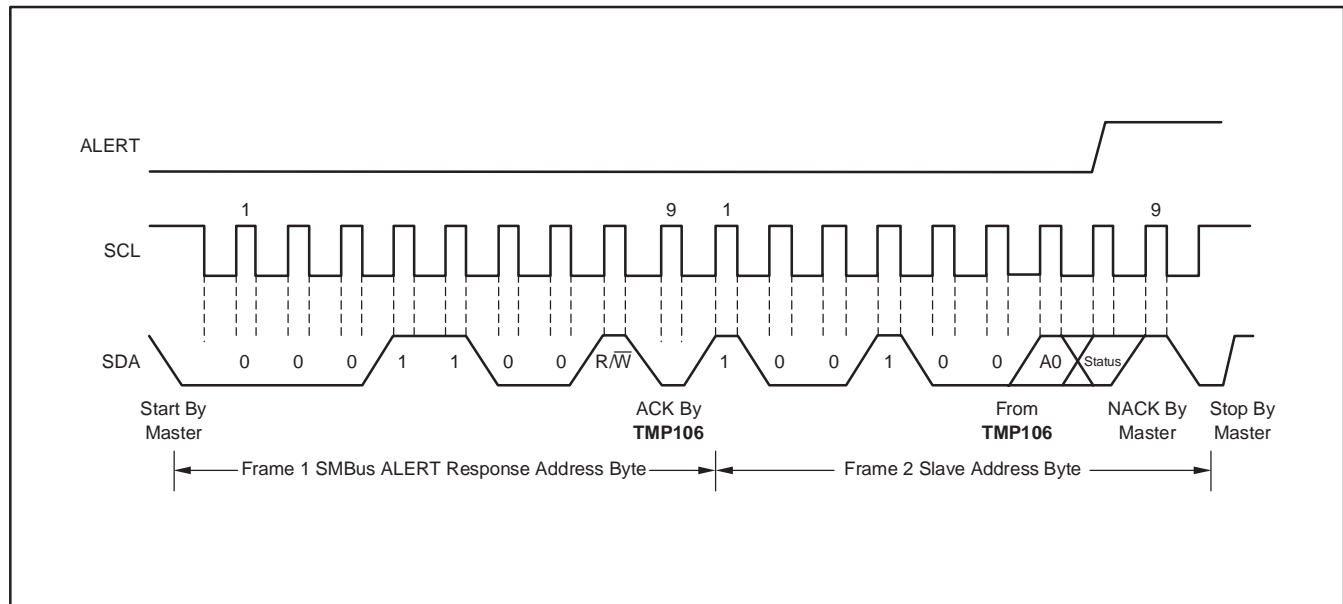 ALERT
1 9 1 9
SCL
SDA 0 0 0 1 1 0 0 R/W̅ 1 0 0 1 0 0 A0 Status
Start By Master
ACK By TMP106
From TMP106
NACK By Master
Stop By Master
Frame 1 SMBus ALERT Response Address Byte
Frame 2 Slave Address Byte